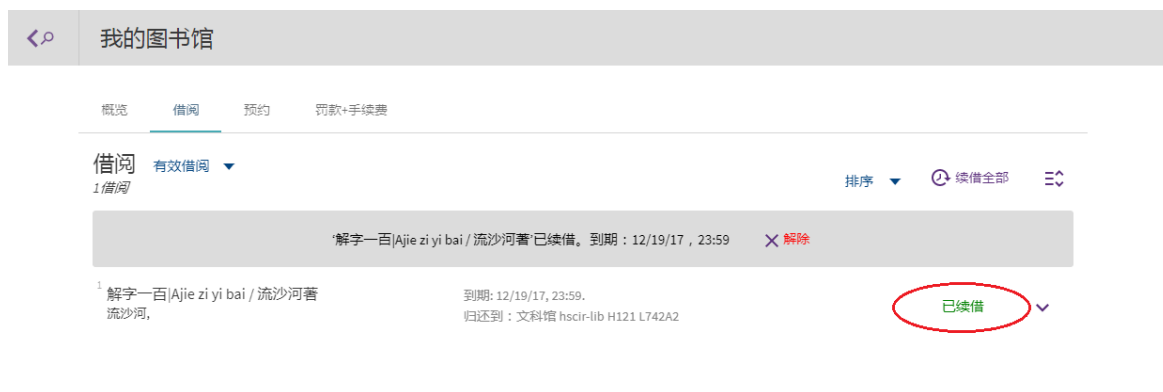 我的图书馆
概览 借阅 预约 罚款+手续费
借阅 有效借阅
1借阅
排序 续借全部
'解字一百|Ajie zi yi bai / 流沙河著'已续借。到期：12/19/17，23:59 解除
1 解字一百|Ajie zi yi bai / 流沙河著
流沙河,
到期: 12/19/17, 23:59.
归还到：文科馆 hscir-lib H121 L742A2
已续借